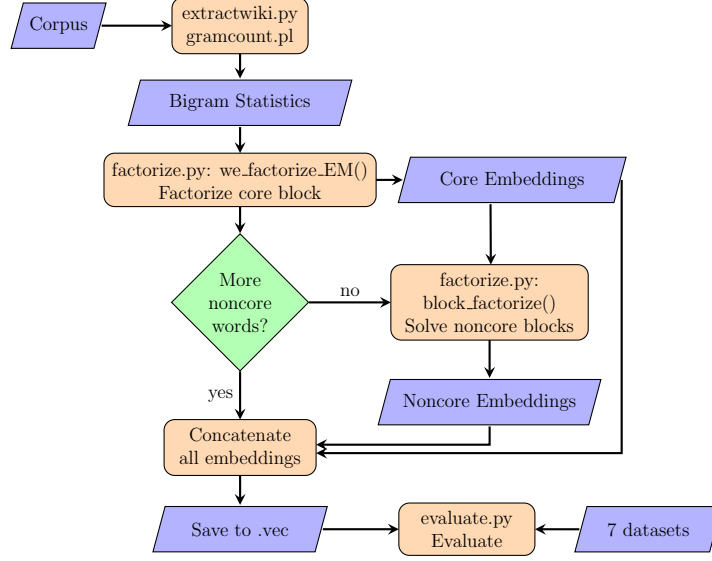 Corpus
extractwiki.py
gramcount.pl
Bigram Statistics
factorize.py: we_factorize_EM()
Factorize core block
Core Embeddings
More
noncore
words?
no
factorize.py:
block_factorize()
Solve noncore blocks
yes
Noncore Embeddings
Concatenate
all embeddings
Save to .vec
evaluate.py
Evaluate
7 datasets